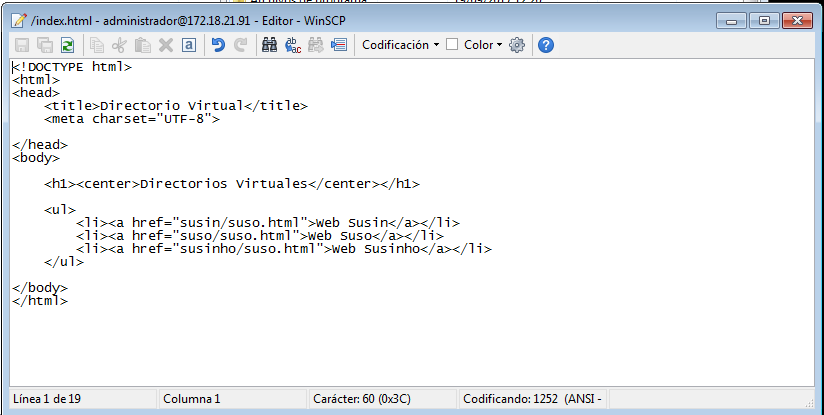 /index.html - administrador@172.18.21.91 - Editor - WinSCP
Codificación Color
<!DOCTYPE html>
<html>
<head>
    <title>Directorio Virtual</title>
    <meta charset="UTF-8">
</head>
<body>
    <h1><center>Directorios Virtuales</center></h1>
    <ul>
        <li><a href="susin/suso.html">Web Susin</a></li>
        <li><a href="suso/suso.html">Web Suso</a></li>
        <li><a href="susinho/suso.html">Web Susinho</a></li>
    </ul>
</body>
</html>
Línea 1 de 19 Columna 1 Carácter: 60 (0x3C) Codificando: 1252 (ANSI -